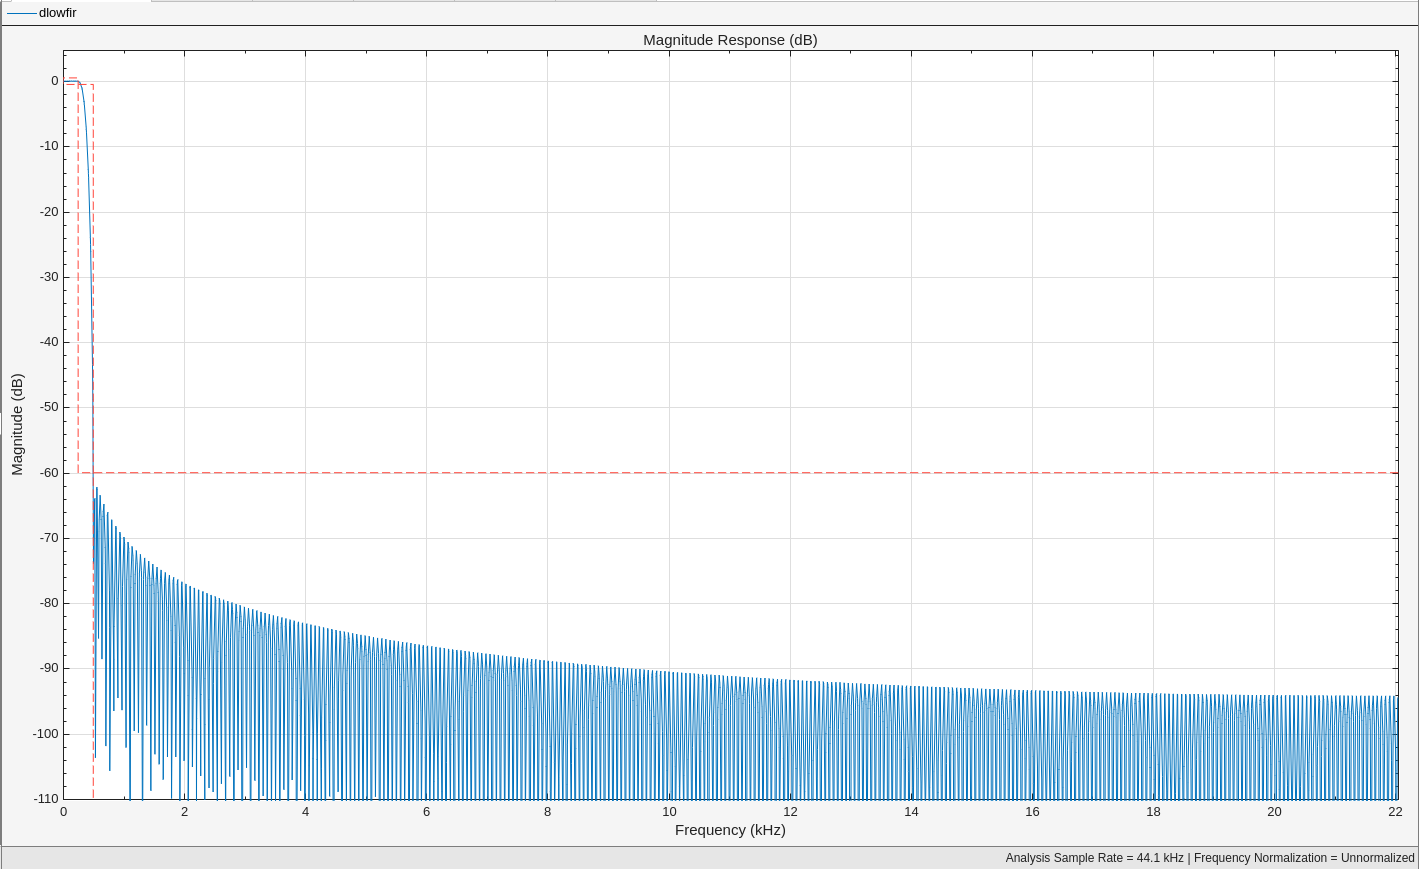 dlowfir
Magnitude Response (dB)
0
-10
-20
-30
-40
-50
-60
-70
-80
-90
-100
-110
Magnitude (dB)
0 2 4 6 8 10 12 14 16 18 20 22
Frequency (kHz)
Analysis Sample Rate = 44.1 kHz | Frequency Normalization = Unnormalized